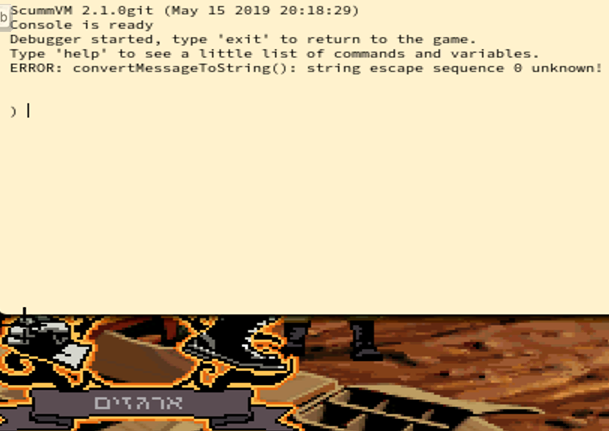 ScummVM 2.1.0git (May 15 2019 20:18:29)
Console is ready
Debugger started, type 'exit' to return to the game.
Type 'help' to see a little list of commands and variables.
ERROR: convertMessageToString(): string escape sequence 0 unknown!
)
ארגזים